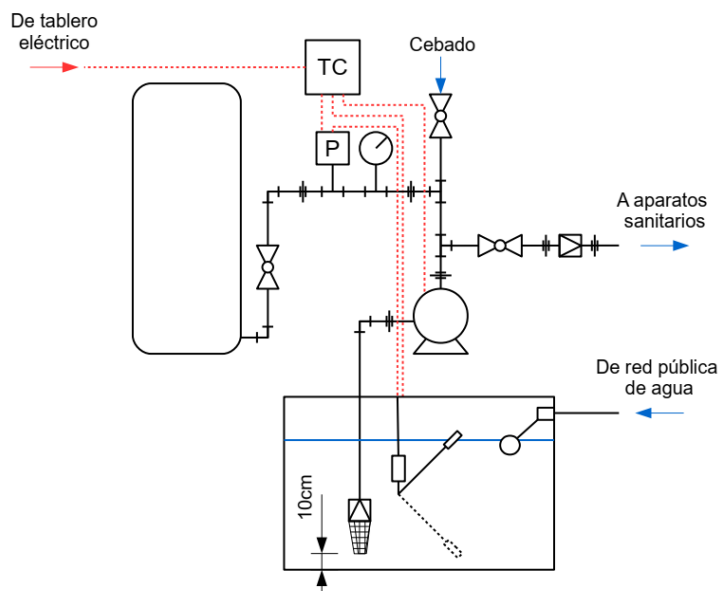 De tablero
eléctrico
TC
Cebado
P
A aparatos
sanitarios
De red pública
de agua
10cm